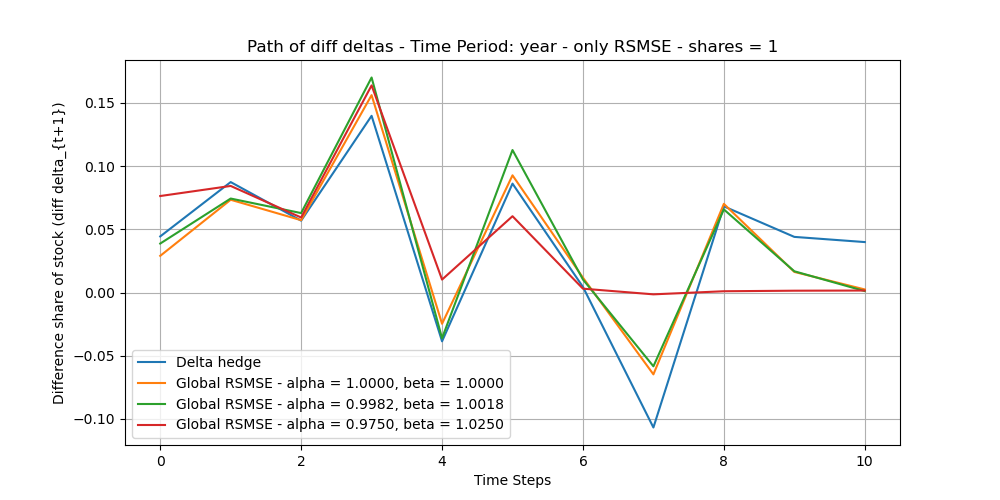 Path of diff deltas - Time Period: year - only RSMSE - shares = 1
Difference share of stock (diff delta_{t+1})
0.15
0.10
0.05
0.00
−0.05
−0.10
Delta hedge
Global RSMSE - alpha = 1.0000, beta = 1.0000
Global RSMSE - alpha = 0.9982, beta = 1.0018
Global RSMSE - alpha = 0.9750, beta = 1.0250
0 2 4 6 8 10
Time Steps